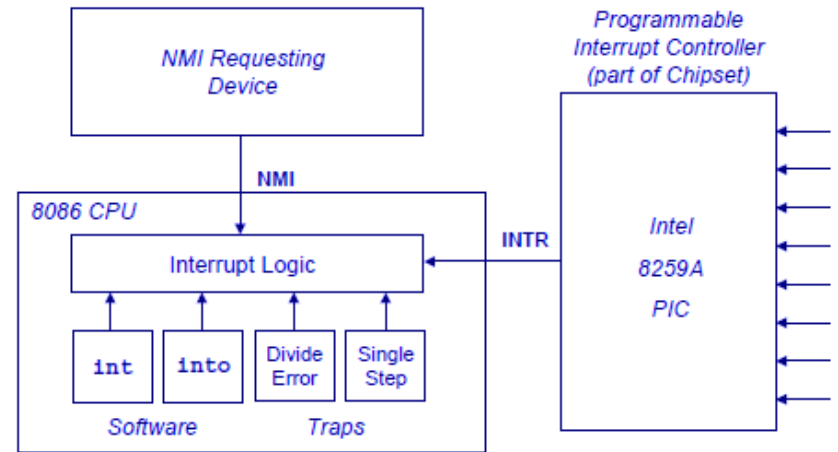 NMI Requesting
Device
Programmable
Interrupt Controller
(part of Chipset)
NMI
8086 CPU
Interrupt Logic
INTR
Intel
8259A
PIC
int
into
Divide
Error
Single
Step
Software
Traps